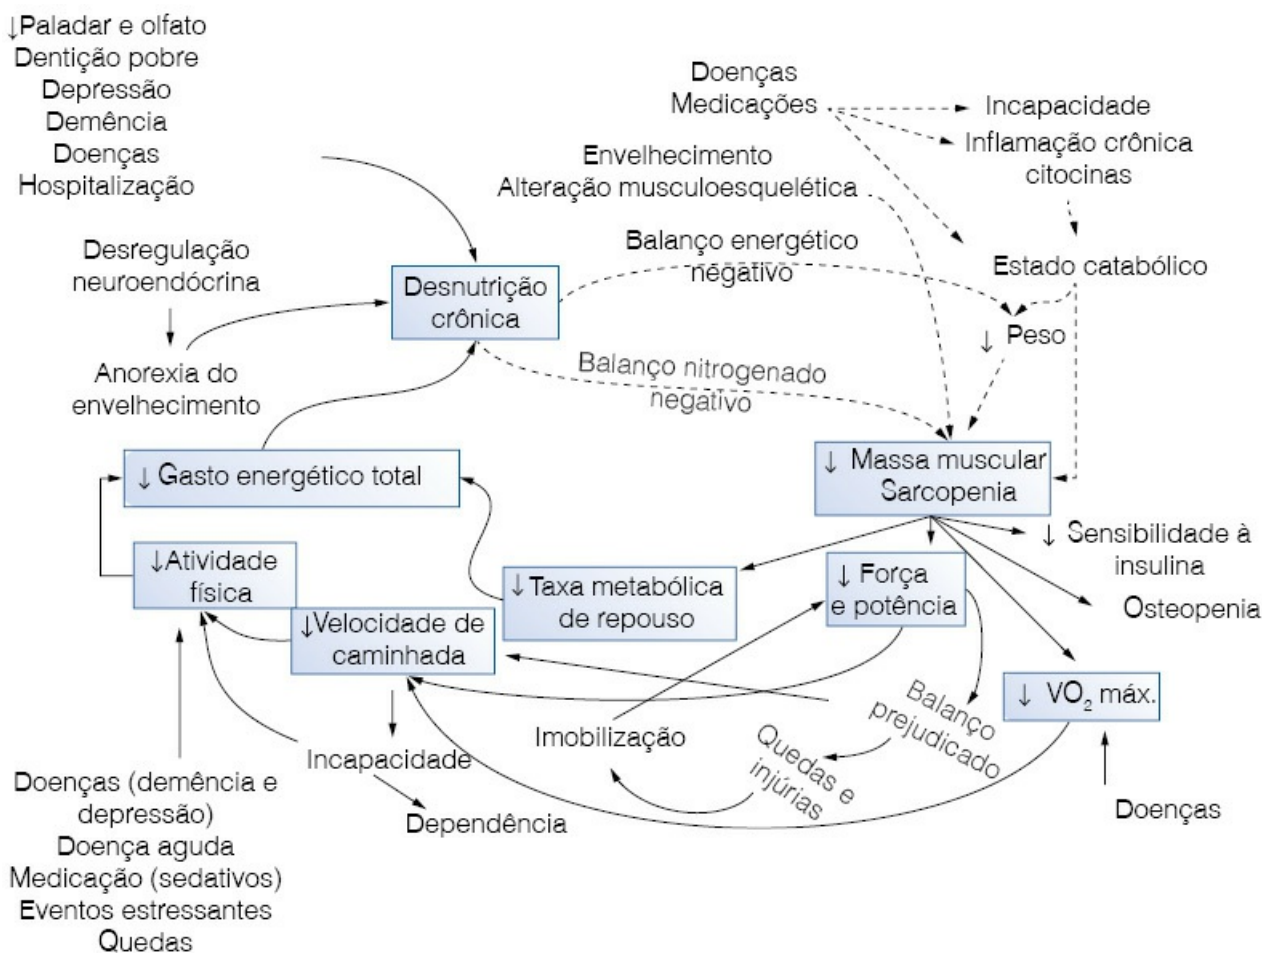 ↓Paladar e olfato
Dentição pobre
Depressão
Demência
Doenças
Hospitalização
Doenças
Medicações
Incapacidade
Inflamação crônica
citocinas
Envelhecimento
Alteração musculoesquelética
Desregulação
neuroendócrina
Balanço energético
negativo
Estado catabólico
Desnutrição
crônica
↓ Peso
Anorexia do
envelhecimento
Balanço nitrogenado
negativo
↓ Gasto energético total
↓ Massa muscular
Sarcopenia
↓ Sensibilidade à
insulina
↓Atividade
física
↓Taxa metabólica
de repouso
↓ Força
e potência
Osteopenia
↓Velocidade de
caminhada
↓ VO₂ máx.
Balanço
prejudicado
Imobilização
Quedas e
injúrias
Incapacidade
Dependência
Doenças
Doenças (demência e
depressão)
Doença aguda
Medicação (sedativos)
Eventos estressantes
Quedas